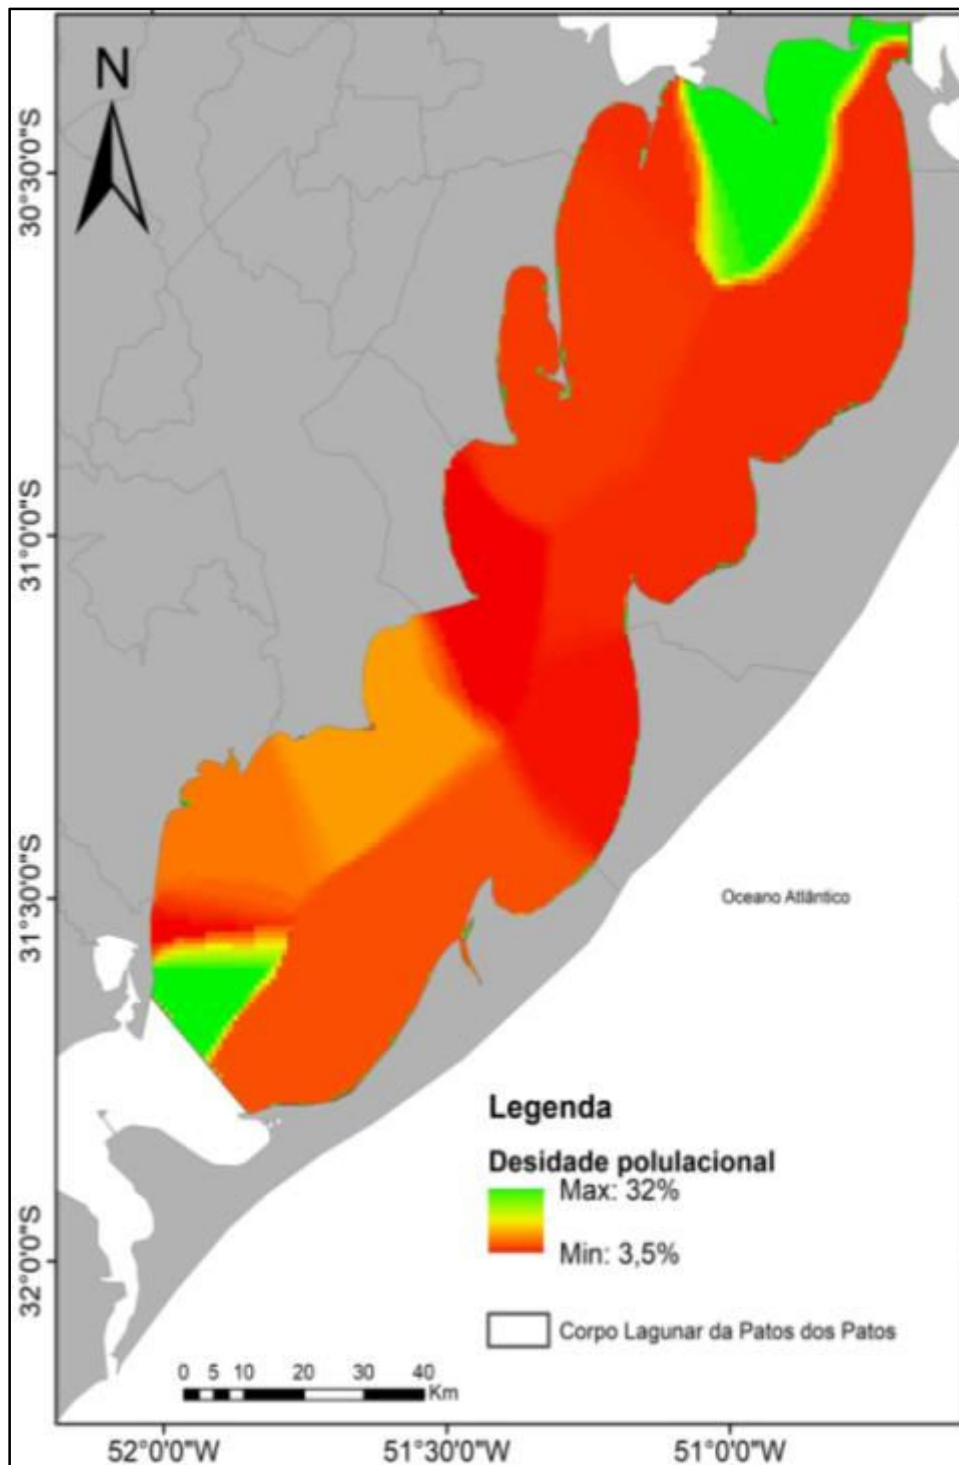 N
30°30'0"S
31°0'0"S
31°30'0"S
32°0'0"S
Oceano Atlântico
Legenda
Desidade polulacional
Max: 32%
Min: 3,5%
Corpo Lagunar da Patos dos Patos
0 5 10 20 30 40
Km
52°0'0"W 51°30'0"W 51°0'0"W